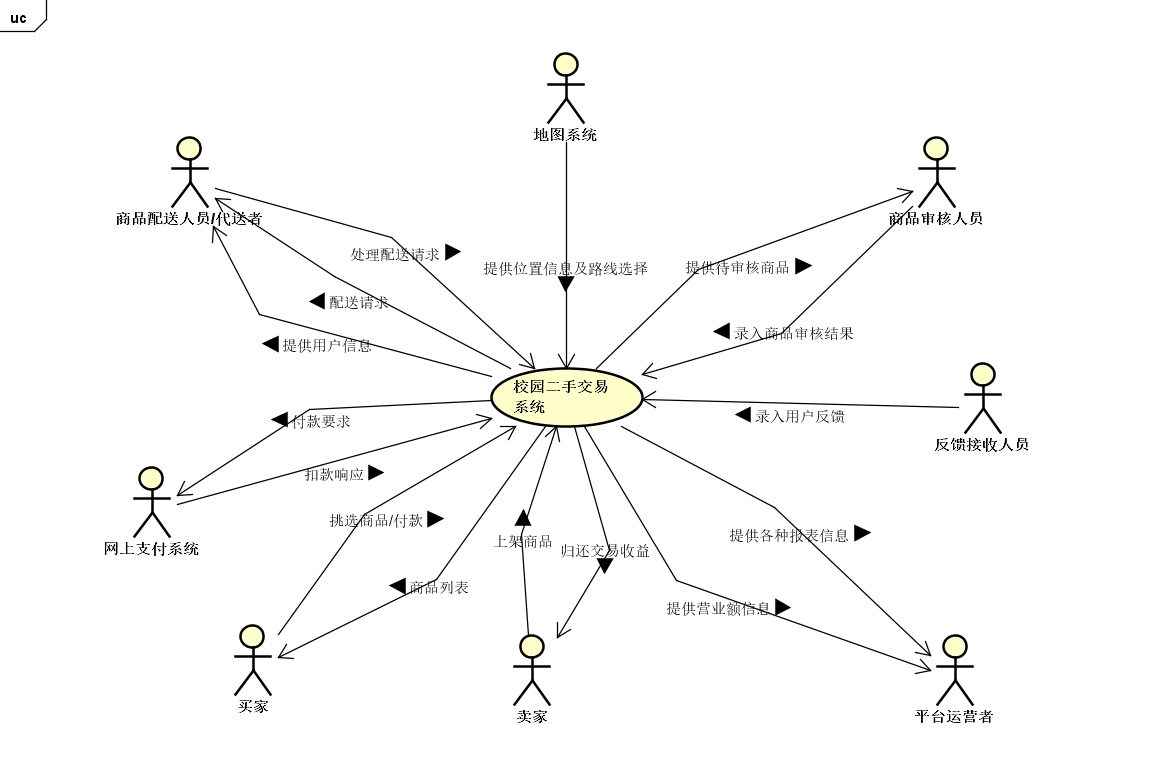 uc
地图系统
商品配送人员/代送者
商品审核人员
处理配送请求
提供位置信息及路线选择
提供待审核商品
配送请求
录入商品审核结果
提供用户信息
校园二手交易
系统
付款要求
录入用户反馈
反馈接收人员
扣款响应
挑选商品/付款
网上支付系统
上架商品
归还交易收益
提供各种报表信息
商品列表
提供营业额信息
买家
卖家
平台运营者